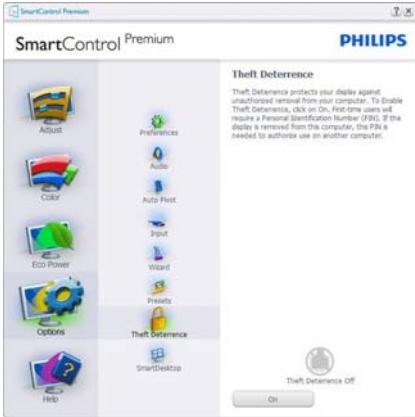 SmartControl Premium
SmartControl Premium
PHILIPS
Adjust
Color
Eco Power
Options
Help
Preferences
Audio
Auto Pivot
Input
Wizard
Presets
Theft Deterrence
SmartDesktop
Theft Deterrence
Theft Deterrence protects your display against
unauthorized removal from your computer. To Enable
Theft Deterrence, click on On. First-time users will
require a Personal Identification Number (PIN). If the
display is removed from this computer, the PIN is
needed to authorize use on another computer.
Theft Deterrence Off
On